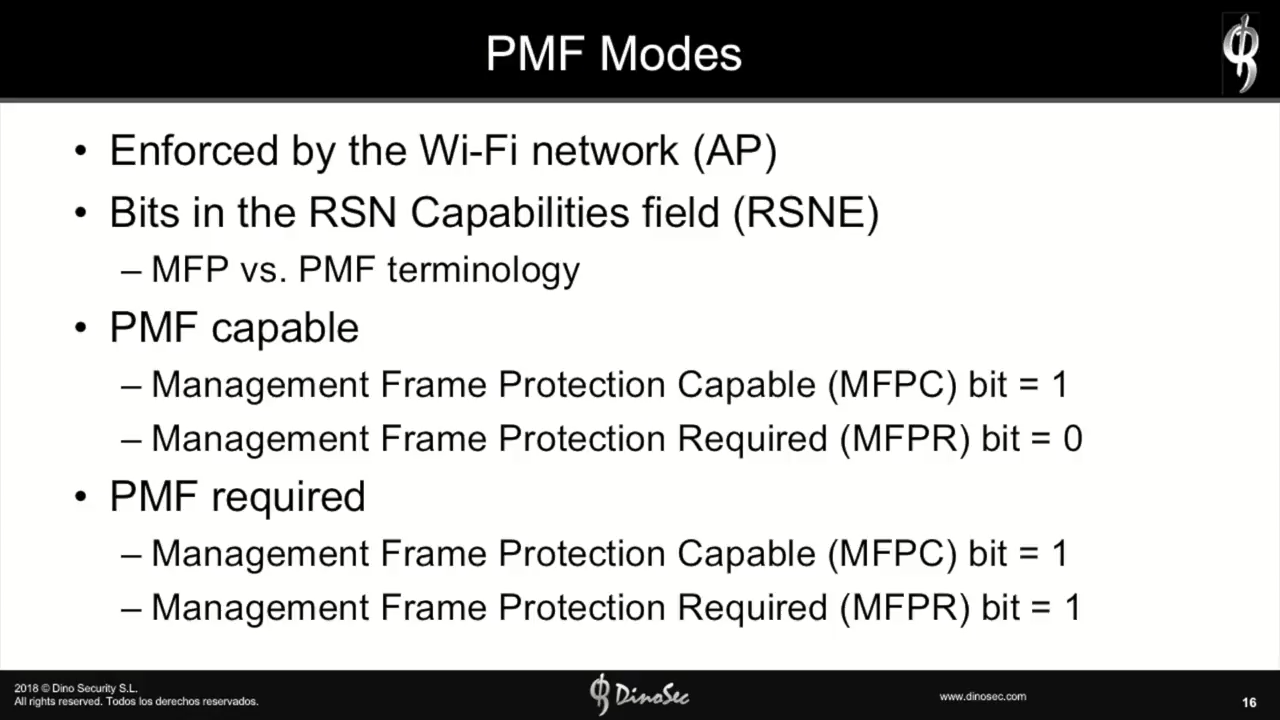 PMF Modes
• Enforced by the Wi-Fi network (AP)
• Bits in the RSN Capabilities field (RSNE)
– MFP vs. PMF terminology
• PMF capable
– Management Frame Protection Capable (MFPC) bit = 1
– Management Frame Protection Required (MFPR) bit = 0
• PMF required
– Management Frame Protection Capable (MFPC) bit = 1
– Management Frame Protection Required (MFPR) bit = 1
2018 © Dino Security S.L.
All rights reserved. Todos los derechos reservados.
DinoSec
www.dinosec.com
16